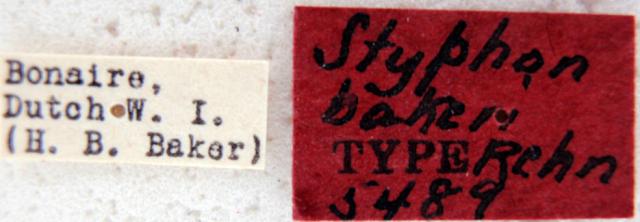 Bonaire,
Dutch W. I.
(H. B. Baker)
Styphon
bakeri
TYPE Rehn
5489